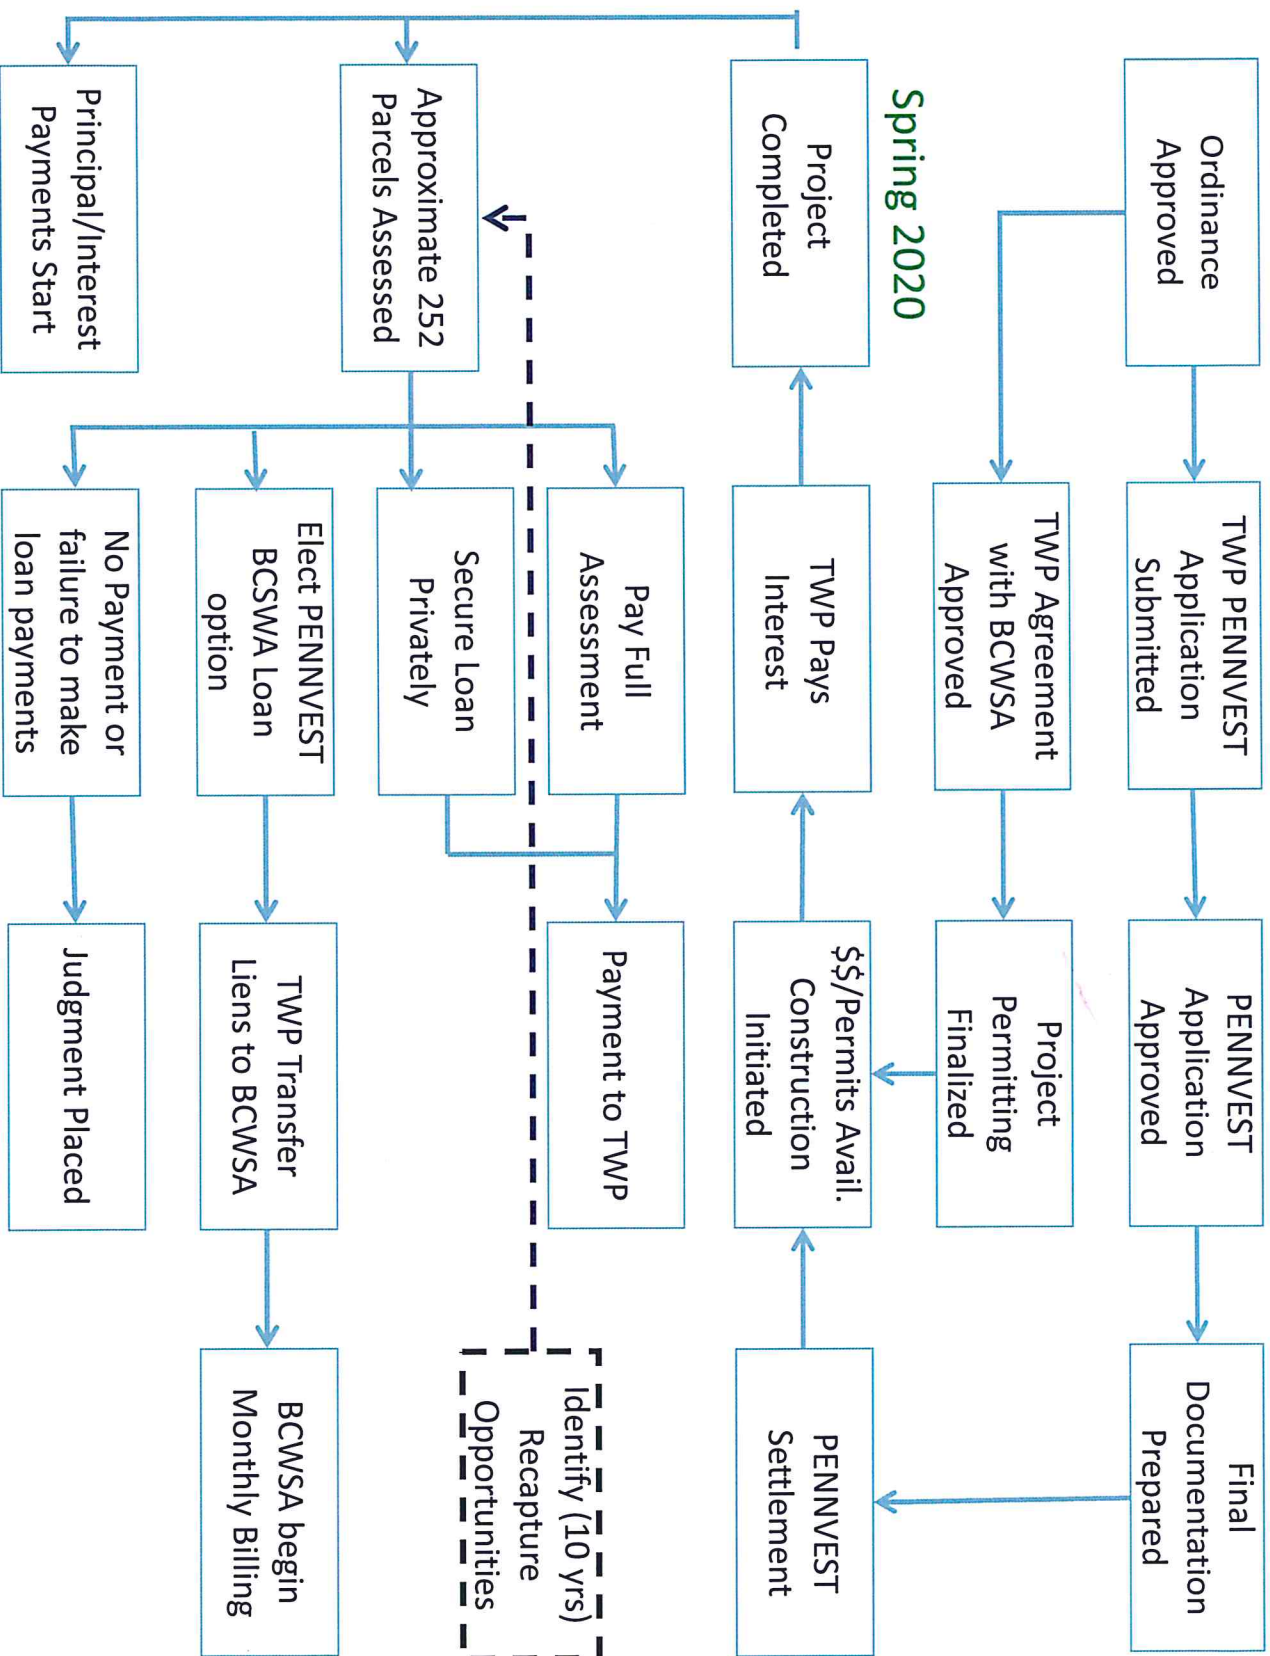 Ordinance
Approved
TWP PENNVEST
Application
Submitted
PENNVEST
Application
Approved
Final
Documentation
Prepared
TWP Agreement
with BCWSA
Approved
Project
Permitting
Finalized
Spring 2020
Project
Completed
TWP Pays
Interest
$$/Permits Avail.
Construction
Initiated
PENNVEST
Settlement
Pay Full
Assessment
Payment to TWP
Identify (10 yrs)
Recapture
Opportunities
Approximate 252
Parcels Assessed
Secure Loan
Privately
Elect PENNVEST
BCSWA Loan
option
TWP Transfer
Liens to BCWSA
BCWSA begin
Monthly Billing
Principal/Interest
Payments Start
No Payment or
failure to make
loan payments
Judgment Placed